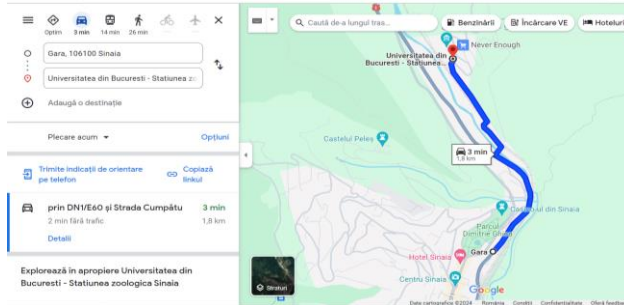 Optim
3 min
14 min
26 min
Gara, 106100 Sinaia
Universitatea din Bucuresti - Statiunea zo
Adaugă o destinație
Plecare acum
Opțiuni
Trimite indicații de orientare
pe telefon
Copiază
linkul
prin DN1/E60 și Strada Cumpătu
3 min
2 min fără trafic
1,8 km
Detalii
Explorează în apropiere Universitatea din
Bucuresti - Statiunea zoologica Sinaia
Caută de-a lungul tras...
Benzinării
Încărcare VE
Hoteluri
Never Enough
Universitatea din
Bucuresti - Statiunea...
Castelul Peleș
3 min
1,8 km
din Sinaia
Parcul
Dimitrie Ghica
Gara
Hotel Sinaia
Centru Sinaia
Straturi
Google
Date cartografice ©2024
România
Condiții
Confidențialitate
Oferă feedback